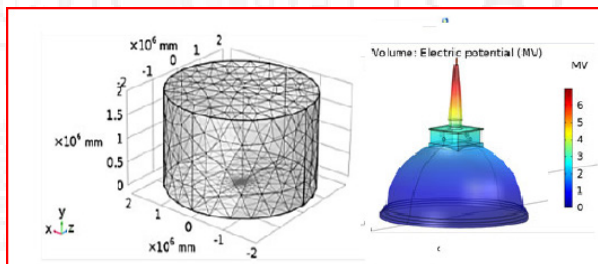 ×10⁶ mm
-2 -1 0 1 2
2
1.5
×10⁶ mm 1
0.5
0
y
x z
2 1 0 -1 -2
×10⁶ mm
Volume: Electric potential (MV)
MV
6
5
4
3
2
1
0